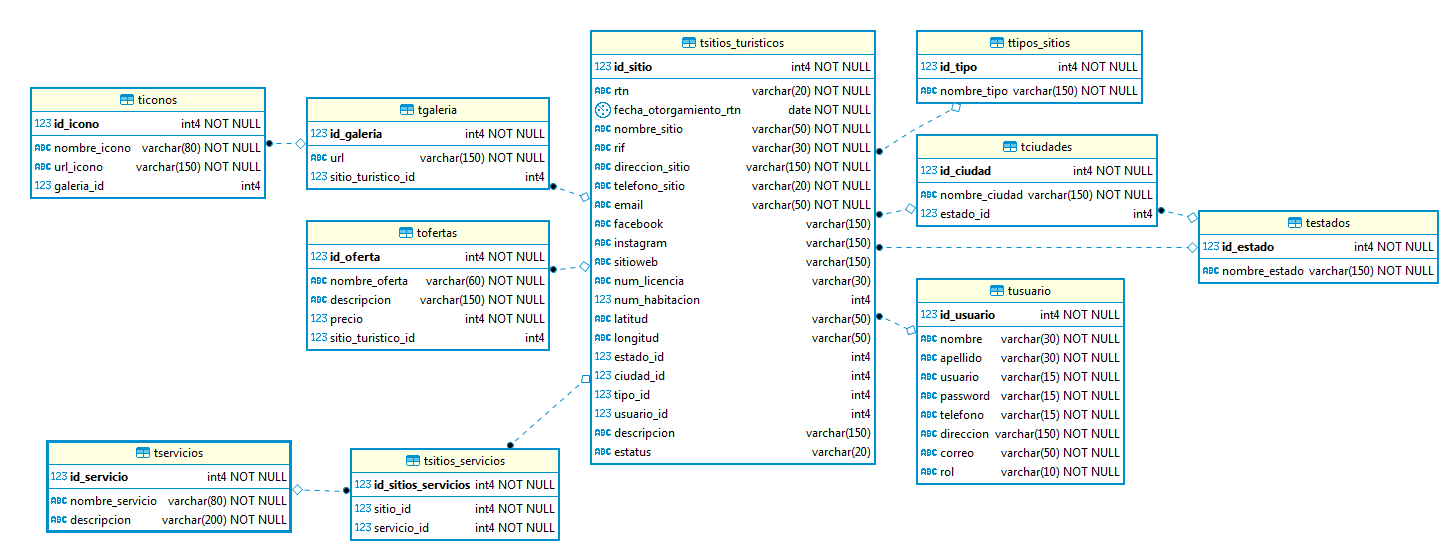 ticonos
123 id_icono int4 NOT NULL
ABC nombre_icono varchar(80) NOT NULL
ABC url_icono varchar(150) NOT NULL
123 galeria_id int4
tgaleria
123 id_galeria int4 NOT NULL
ABC url varchar(150) NOT NULL
123 sitio_turistico_id int4
tofertas
123 id_oferta int4 NOT NULL
ABC nombre_oferta varchar(60) NOT NULL
ABC descripcion varchar(150) NOT NULL
123 precio int4 NOT NULL
123 sitio_turistico_id int4
tservicios
123 id_servicio int4 NOT NULL
ABC nombre_servicio varchar(80) NOT NULL
ABC descripcion varchar(200) NOT NULL
tsitios_servicios
123 id_sitios_servicios int4 NOT NULL
123 sitio_id int4 NOT NULL
123 servicio_id int4 NOT NULL
tsitios_turisticos
123 id_sitio int4 NOT NULL
ABC rtn varchar(20) NOT NULL
fecha_otorgamiento_rtn date NOT NULL
ABC nombre_sitio varchar(50) NOT NULL
ABC rif varchar(30) NOT NULL
ABC direccion_sitio varchar(150) NOT NULL
ABC telefono_sitio varchar(20) NOT NULL
ABC email varchar(50) NOT NULL
ABC facebook varchar(150)
ABC instagram varchar(150)
ABC sitioweb varchar(150)
ABC num_licencia varchar(30)
123 num_habitacion int4
ABC latitud varchar(50)
ABC longitud varchar(50)
123 estado_id int4
123 ciudad_id int4
123 tipo_id int4
123 usuario_id int4
ABC descripcion varchar(150)
ABC estatus varchar(20)
ttipos_sitios
123 id_tipo int4 NOT NULL
ABC nombre_tipo varchar(150) NOT NULL
tciudades
123 id_ciudad int4 NOT NULL
ABC nombre_ciudad varchar(150) NOT NULL
123 estado_id int4
testados
123 id_estado int4 NOT NULL
ABC nombre_estado varchar(150) NOT NULL
tusuario
123 id_usuario int4 NOT NULL
ABC nombre varchar(30) NOT NULL
ABC apellido varchar(30) NOT NULL
ABC usuario varchar(15) NOT NULL
ABC password varchar(15) NOT NULL
ABC telefono varchar(15) NOT NULL
ABC direccion varchar(150) NOT NULL
ABC correo varchar(50) NOT NULL
ABC rol varchar(10) NOT NULL